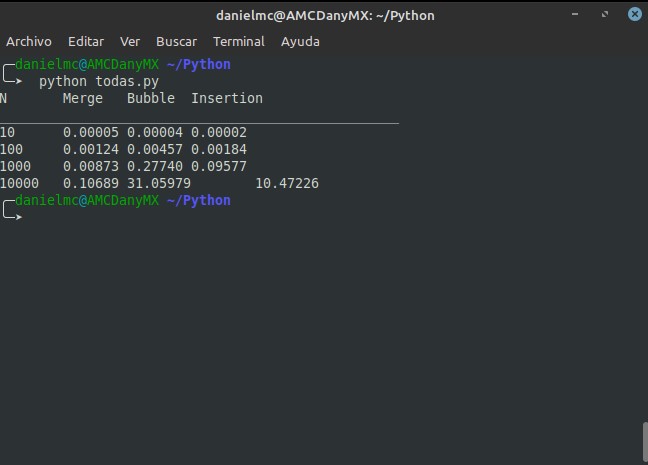 danielmc@AMCDanyMX: ~/Python
Archivo Editar Ver Buscar Terminal Ayuda
danielmc@AMCDanyMX ~/Python
python todas.py
N Merge Bubble Insertion
10 0.00005 0.00004 0.00002
100 0.00124 0.00457 0.00184
1000 0.00873 0.27740 0.09577
10000 0.10689 31.05979 10.47226
danielmc@AMCDanyMX ~/Python